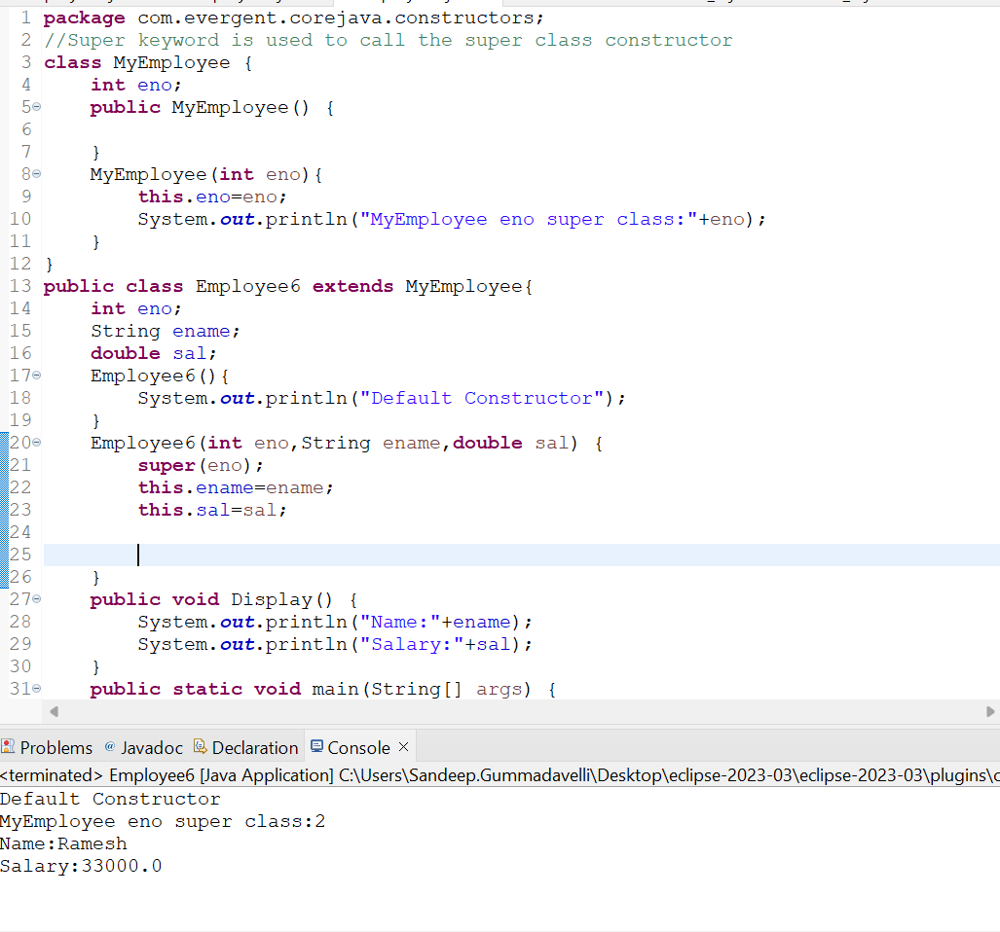 1 package com.evergent.corejava.constructors;
2 //Super keyword is used to call the super class constructor
3 class MyEmployee {
4     int eno;
5     public MyEmployee() {
6
7     }
8     MyEmployee(int eno){
9         this.eno=eno;
10         System.out.println("MyEmployee eno super class:"+eno);
11     }
12 }
13 public class Employee6 extends MyEmployee{
14     int eno;
15     String ename;
16     double sal;
17     Employee6(){
18         System.out.println("Default Constructor");
19     }
20     Employee6(int eno,String ename,double sal) {
21         super(eno);
22         this.ename=ename;
23         this.sal=sal;
24
25
26     }
27     public void Display() {
28         System.out.println("Name:"+ename);
29         System.out.println("Salary:"+sal);
30     }
31     public static void main(String[] args) {
Problems @ Javadoc Declaration Console ×
<terminated> Employee6 [Java Application] C:\Users\Sandeep.Gummadavelli\Desktop\eclipse-2023-03\eclipse-2023-03\plugins\
Default Constructor
MyEmployee eno super class:2
Name:Ramesh
Salary:33000.0